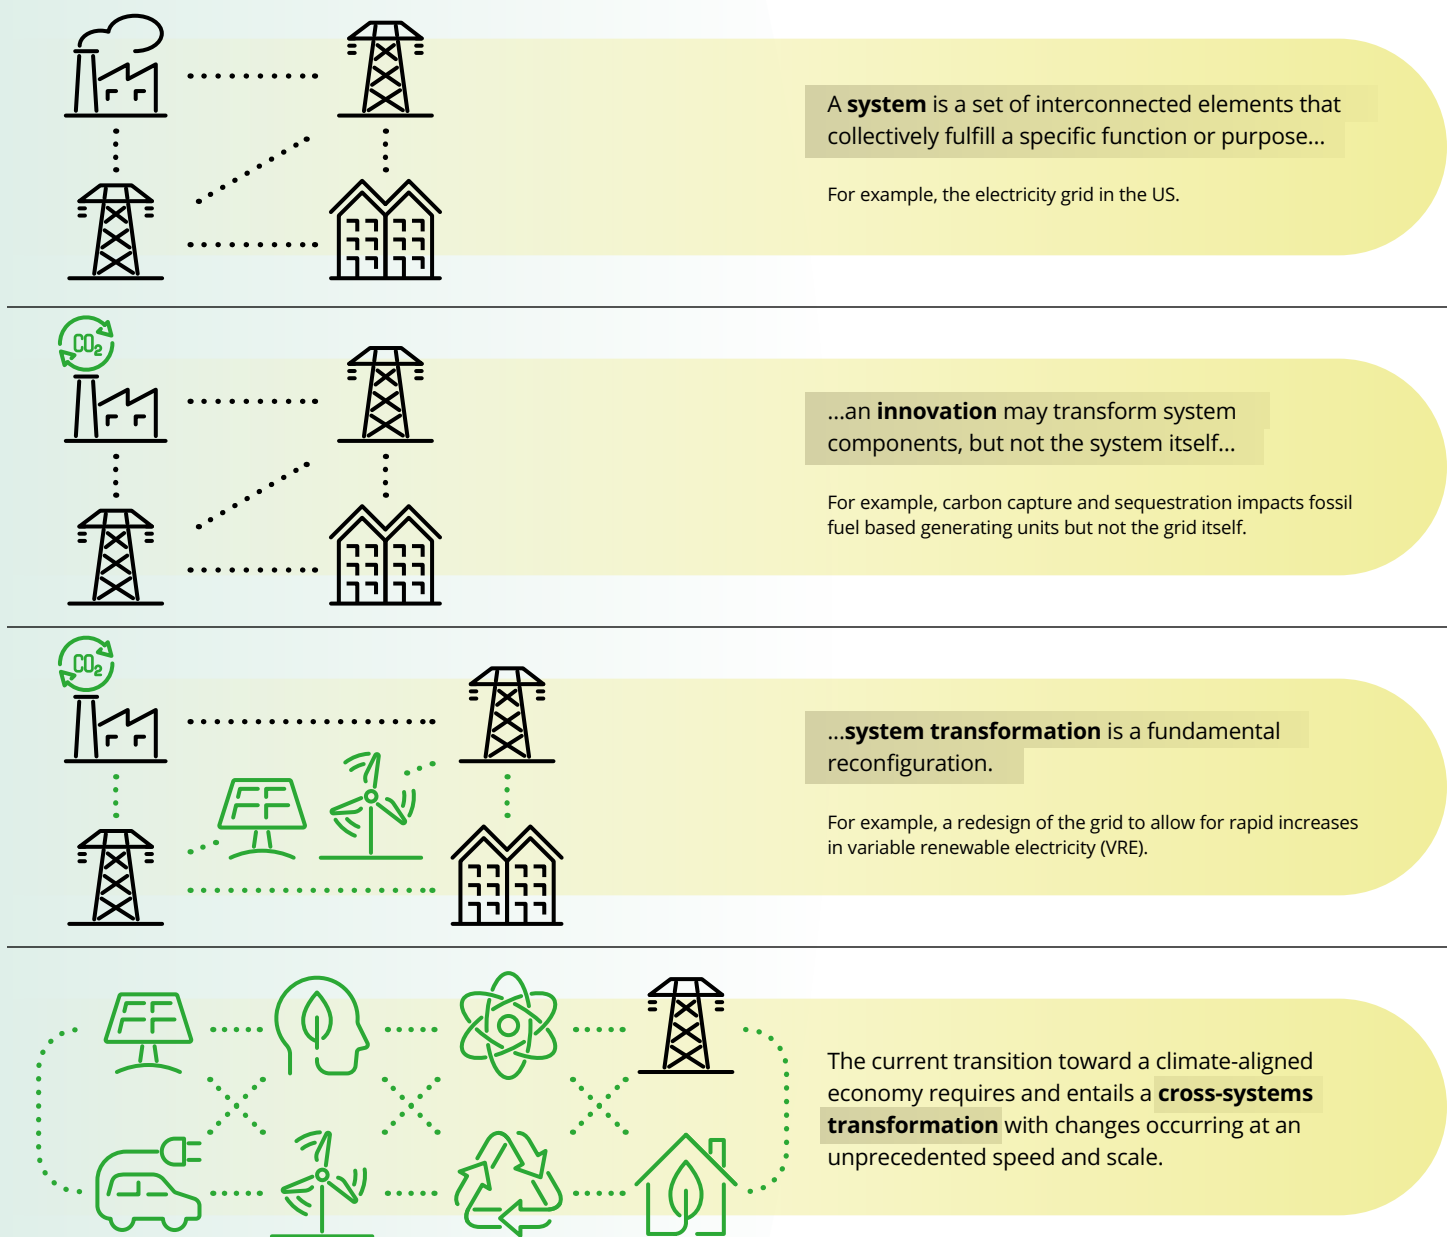 A system is a set of interconnected elements that
collectively fulfill a specific function or purpose...
For example, the electricity grid in the US.
CO2
...an innovation may transform system
components, but not the system itself...
For example, carbon capture and sequestration impacts fossil
fuel based generating units but not the grid itself.
CO2
...system transformation is a fundamental
reconfiguration.
For example, a redesign of the grid to allow for rapid increases
in variable renewable electricity (VRE).
The current transition toward a climate-aligned
economy requires and entails a cross-systems
transformation with changes occurring at an
unprecedented speed and scale.